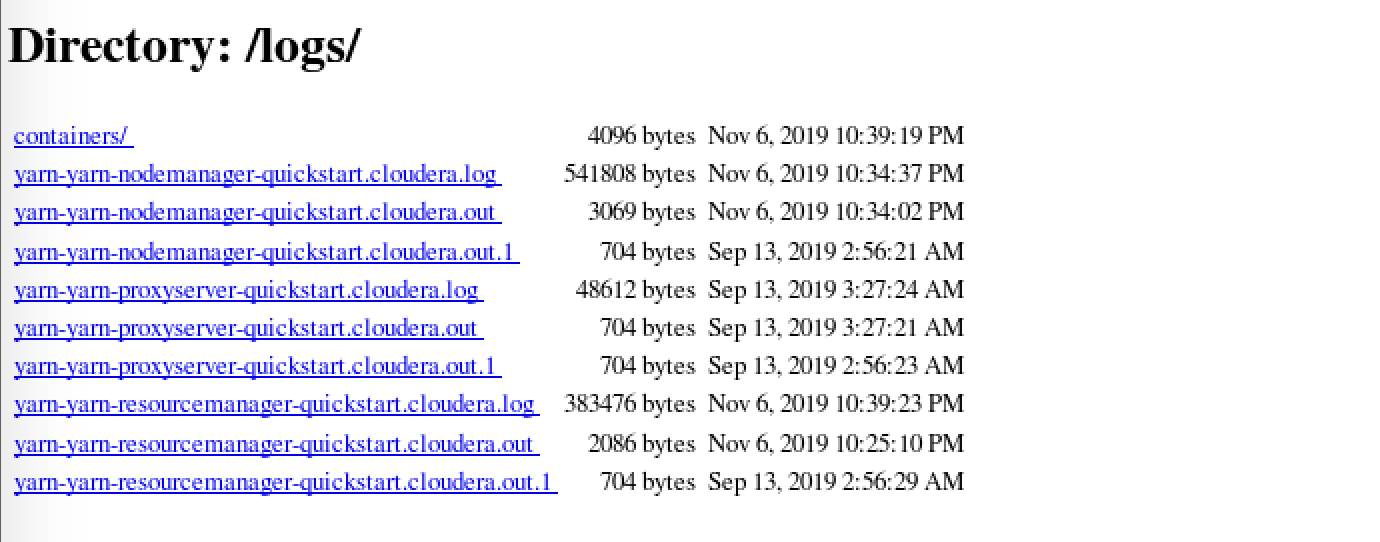 Directory: /logs/
containers/ 4096 bytes Nov 6, 2019 10:39:19 PM
yarn-yarn-nodemanager-quickstart.cloudera.log 541808 bytes Nov 6, 2019 10:34:37 PM
yarn-yarn-nodemanager-quickstart.cloudera.out 3069 bytes Nov 6, 2019 10:34:02 PM
yarn-yarn-nodemanager-quickstart.cloudera.out.1 704 bytes Sep 13, 2019 2:56:21 AM
yarn-yarn-proxyserver-quickstart.cloudera.log 48612 bytes Sep 13, 2019 3:27:24 AM
yarn-yarn-proxyserver-quickstart.cloudera.out 704 bytes Sep 13, 2019 3:27:21 AM
yarn-yarn-proxyserver-quickstart.cloudera.out.1 704 bytes Sep 13, 2019 2:56:23 AM
yarn-yarn-resourcemanager-quickstart.cloudera.log 383476 bytes Nov 6, 2019 10:39:23 PM
yarn-yarn-resourcemanager-quickstart.cloudera.out 2086 bytes Nov 6, 2019 10:25:10 PM
yarn-yarn-resourcemanager-quickstart.cloudera.out.1 704 bytes Sep 13, 2019 2:56:29 AM